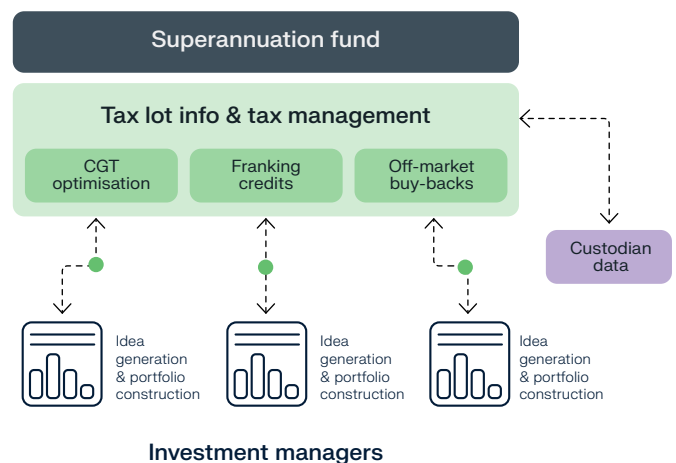 Superannuation fund
Tax lot info & tax management
CGT
optimisation
Franking
credits
Off-market
buy-backs
Custodian
data
Idea
generation
& portfolio
construction
Idea
generation
& portfolio
construction
Idea
generation
& portfolio
construction
Investment managers